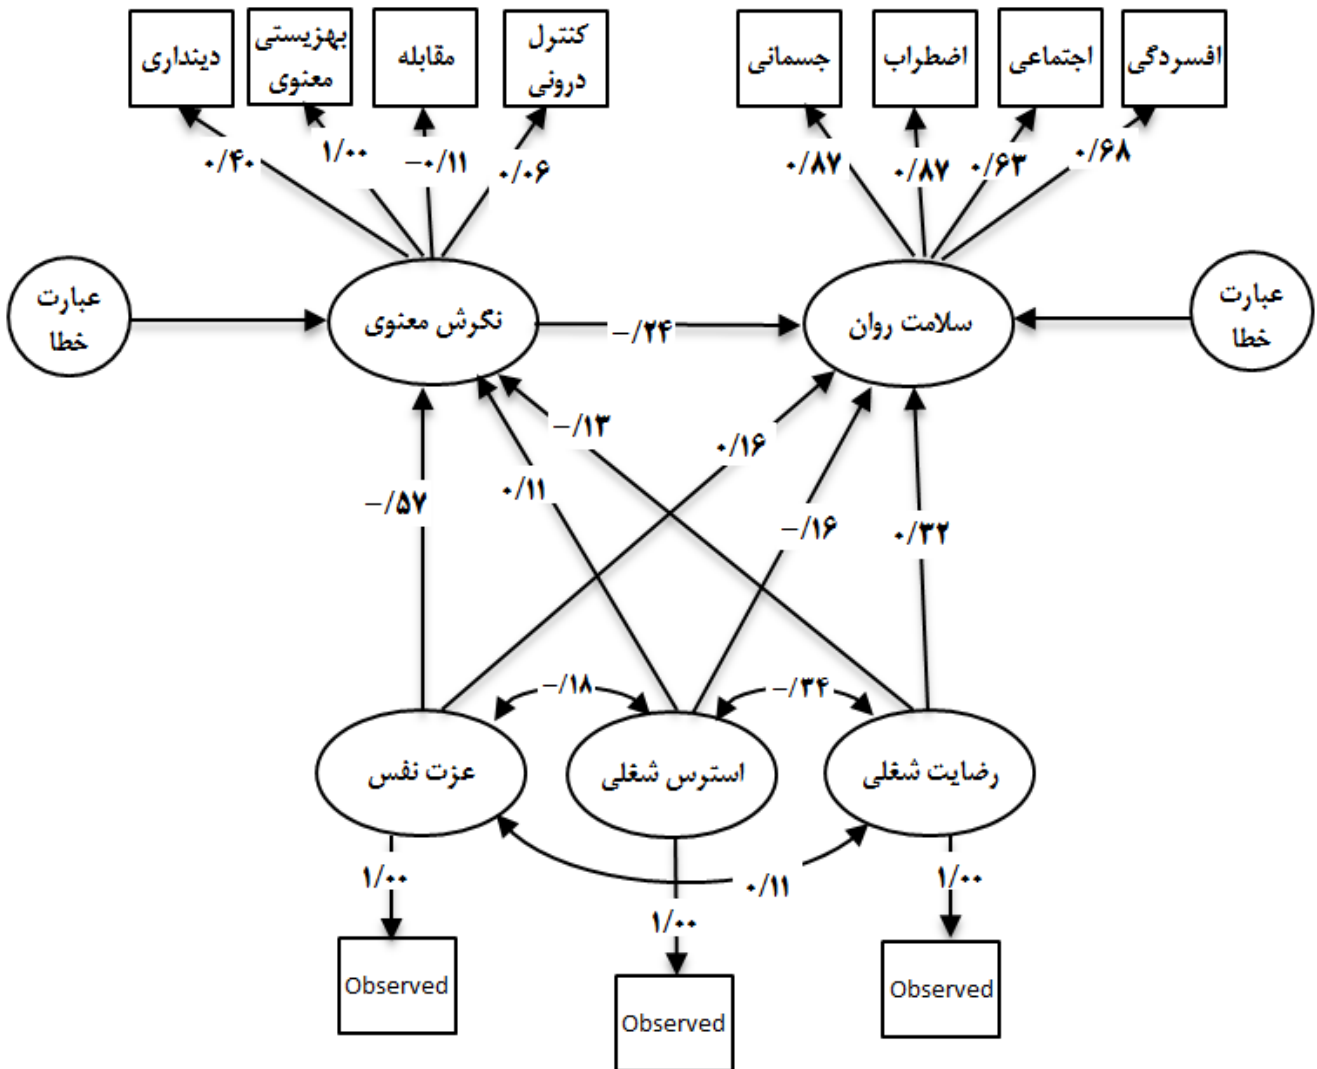 دینداری
بهزیستی
معنوی
مقابله
کنترل
درونی
جسمانی
اضطراب
اجتماعی
افسردگی
۰/۴۰
۱/۰۰
-۰/۱۱
۰/۰۶
۰/۸۷
۰/۸۷
۰/۶۳
۰/۶۸
عبارت
خطا
نگرش معنوی
-/۲۴
سلامت روان
عبارت
خطا
-/۱۳
۰/۱۶
-/۵۷
۰/۱۱
-/۱۶
۰/۳۲
-/۱۸
-/۳۴
عزت نفس
استرس شغلی
رضایت شغلی
۱/۰۰
۰/۱۱
۱/۰۰
۱/۰۰
Observed
Observed
Observed